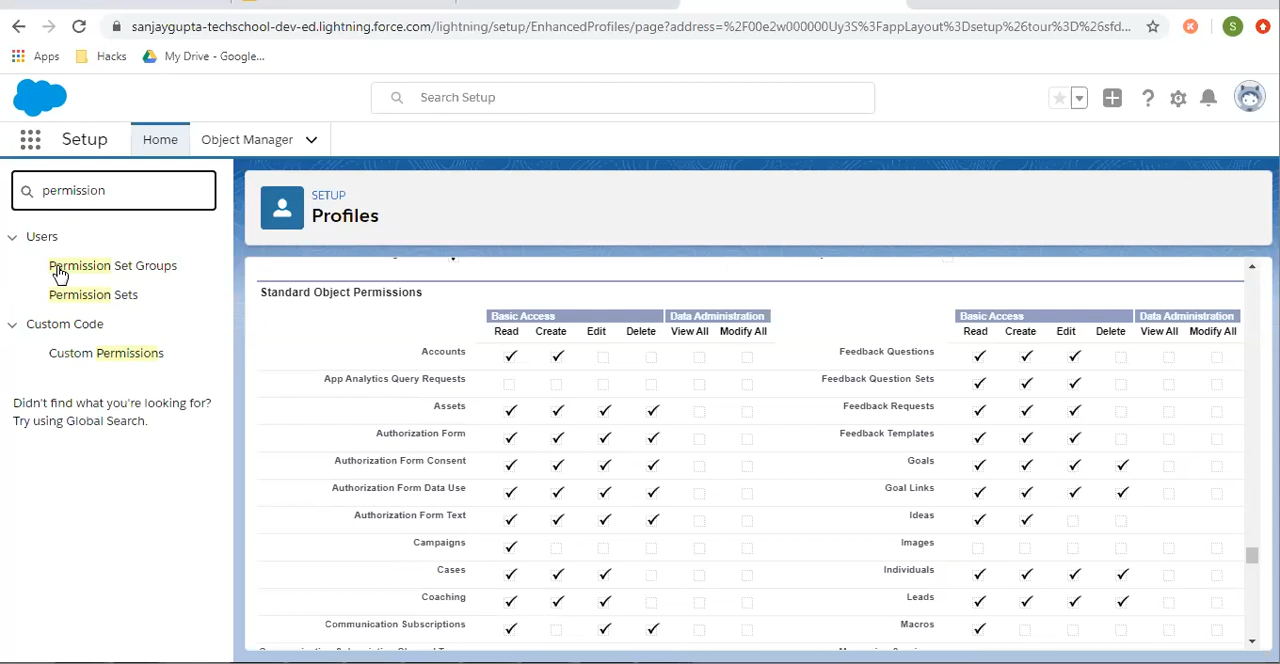 sanjaygupta-techschool-dev-ed.lightning.force.com/lightning/setup/EnhancedProfiles/page?address=%2F00e2w000000Uy3S%3FappLayout%3Dsetup%26tour%3D%26sfd... S
Apps Hacks My Drive - Google...
Search Setup
Setup Home Object Manager
permission
SETUP
Profiles
Users
Permission Set Groups
Permission Sets
Custom Code
Custom Permissions
Didn't find what you're looking for?
Try using Global Search.
Standard Object Permissions
Basic Access Data Administration Basic Access Data Administration
Read Create Edit Delete View All Modify All Read Create Edit Delete View All Modify All
Accounts Feedback Questions
App Analytics Query Requests Feedback Question Sets
Assets Feedback Requests
Authorization Form Feedback Templates
Authorization Form Consent Goals
Authorization Form Data Use Goal Links
Authorization Form Text Ideas
Campaigns Images
Cases Individuals
Coaching Leads
Communication Subscriptions Macros